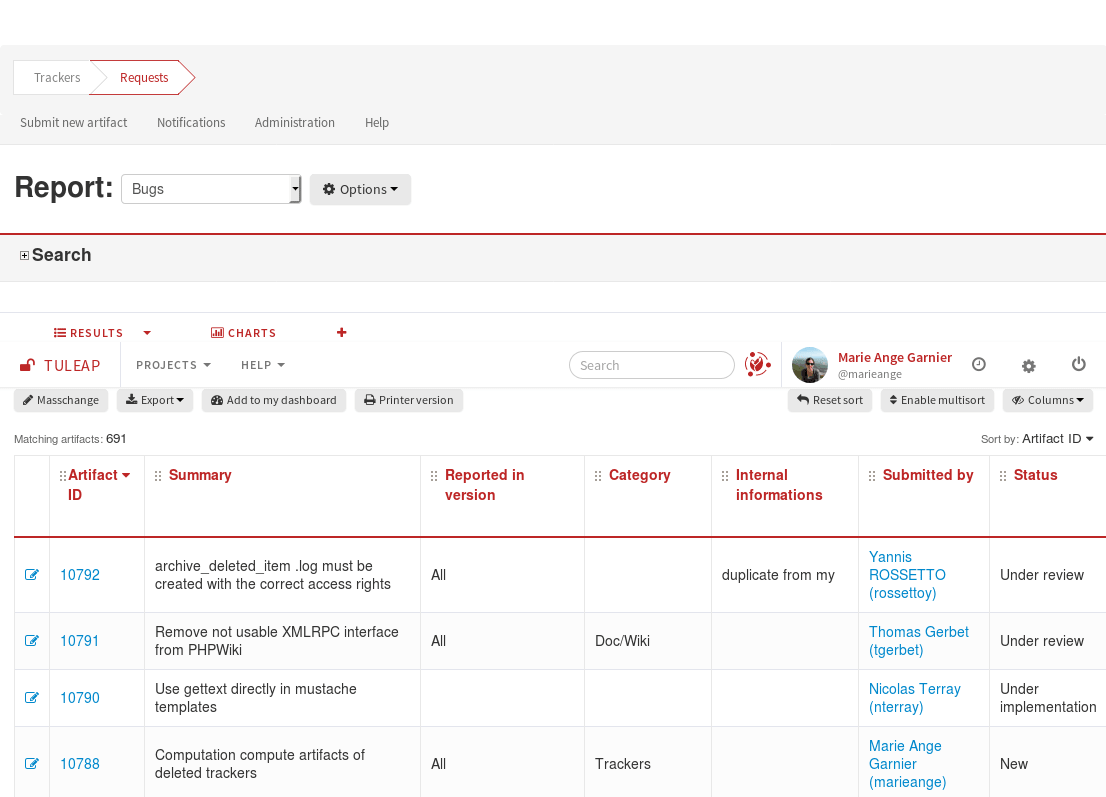 Trackers Requests
Submit new artifact Notifications Administration Help
Report: Bugs Options
Search
RESULTS CHARTS
TULEAP PROJECTS HELP Search Marie Ange Garnier
@marieange
Masschange Export Add to my dashboard Printer version Reset sort Enable multisort Columns
Matching artifacts: 691 Sort by: Artifact ID
Artifact Summary Reported in Category Internal Submitted by Status
ID version informations
archive_deleted_item .log must be Yannis
10792 All duplicate from my ROSSETTO Under review
created with the correct access rights (rossettoy)
Remove not usable XMLRPC interface Thomas Gerbet
10791 All Doc/Wiki Under review
from PHPWiki (tgerbet)
Use gettext directly in mustache Nicolas Terray Under
10790
templates (nterray) implementation
Computation compute artifacts of Marie Ange
10788 All Trackers Garnier New
deleted trackers (marieange)